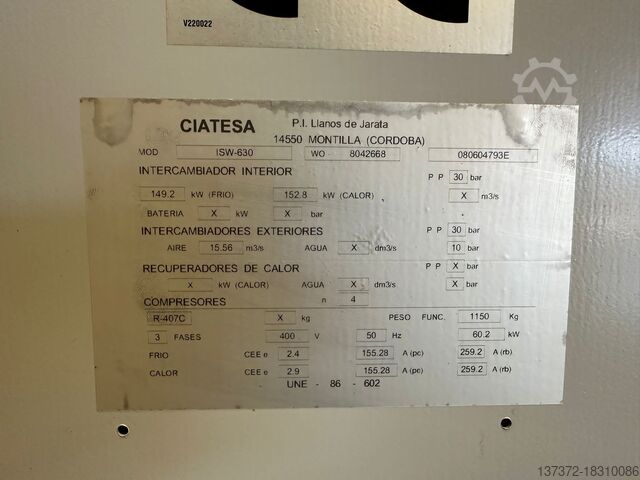 V220022
CIATESA P.I. Llanos de Jarata
14550 MONTILLA (CORDOBA)
MOD ISW-630 WO 8042668 080604793E
INTERCAMBIADOR INTERIOR P P 30 bar
149.2 kW (FRIO) 152.8 kW (CALOR) X m3/s
BATERIA X kW X bar
INTERCAMBIADORES EXTERIORES P P 30 bar
AIRE 15.56 m3/s AGUA X dm3/s 10 bar
RECUPERADORES DE CALOR P P X bar
X kW (CALOR) AGUA X dm3/s X bar
COMPRESORES n 4
R-407C X kg PESO FUNC. 1150 Kg
3 FASES 400 V 50 Hz 60.2 kW
FRIO CEE e 2.4 155.28 A (pc) 259.2 A (rb)
CALOR CEE e 2.9 155.28 A (pc) 259.2 A (rb)
UNE - 86 - 602
137372-18310086